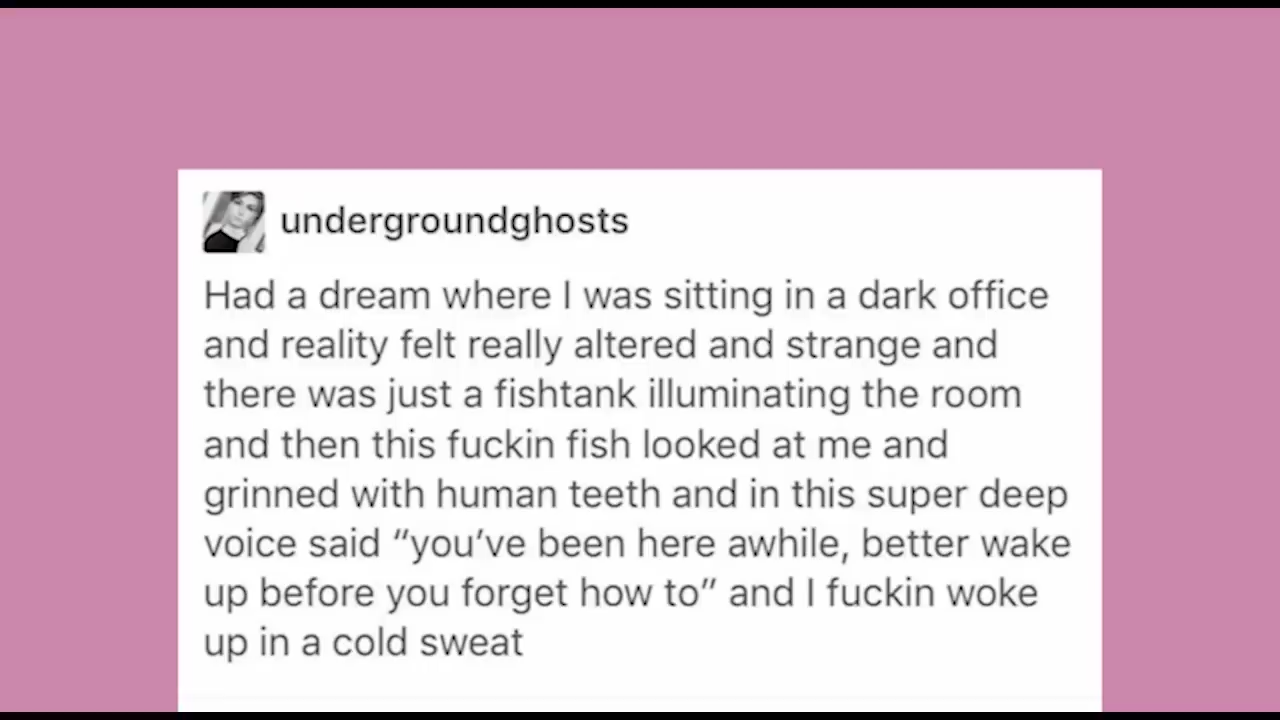 undergroundghosts
Had a dream where I was sitting in a dark office
and reality felt really altered and strange and
there was just a fishtank illuminating the room
and then this fuckin fish looked at me and
grinned with human teeth and in this super deep
voice said “you’ve been here awhile, better wake
up before you forget how to” and I fuckin woke
up in a cold sweat